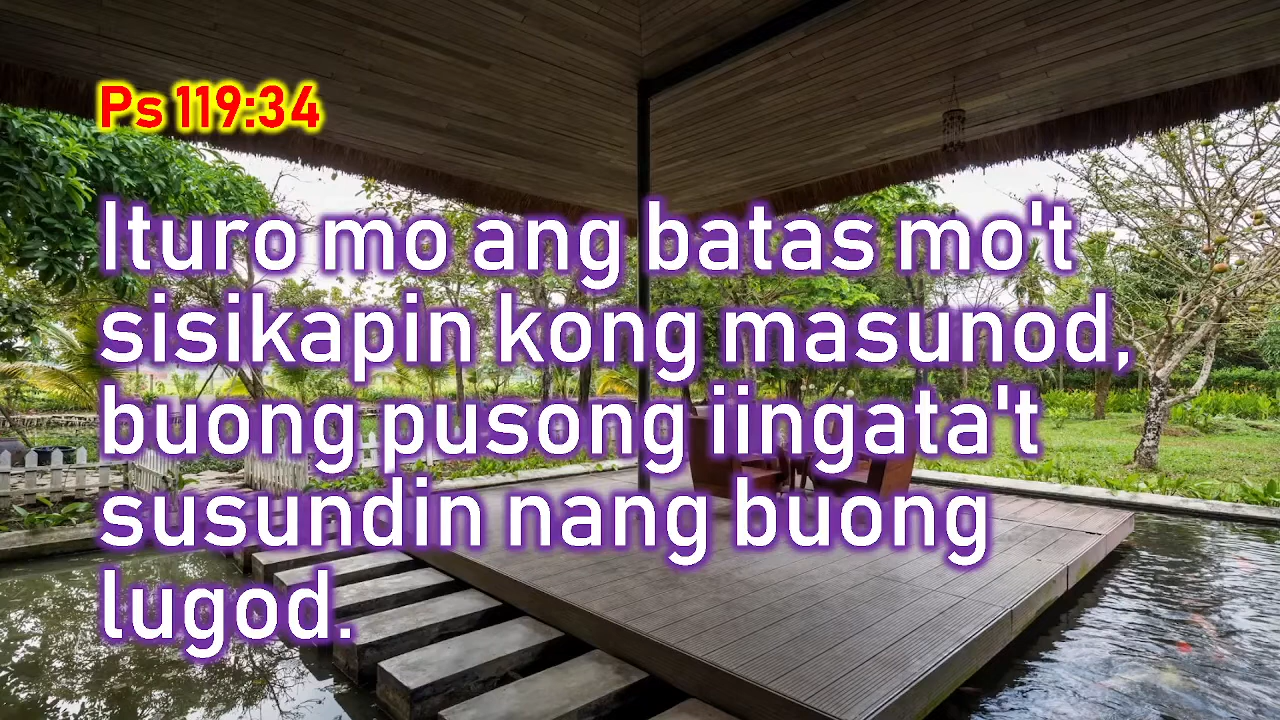 Ps 119:34
Ituro mo ang batas mo't
sisikapin kong masunod,
buong pusong iingata't
susundin nang buong
lugod.